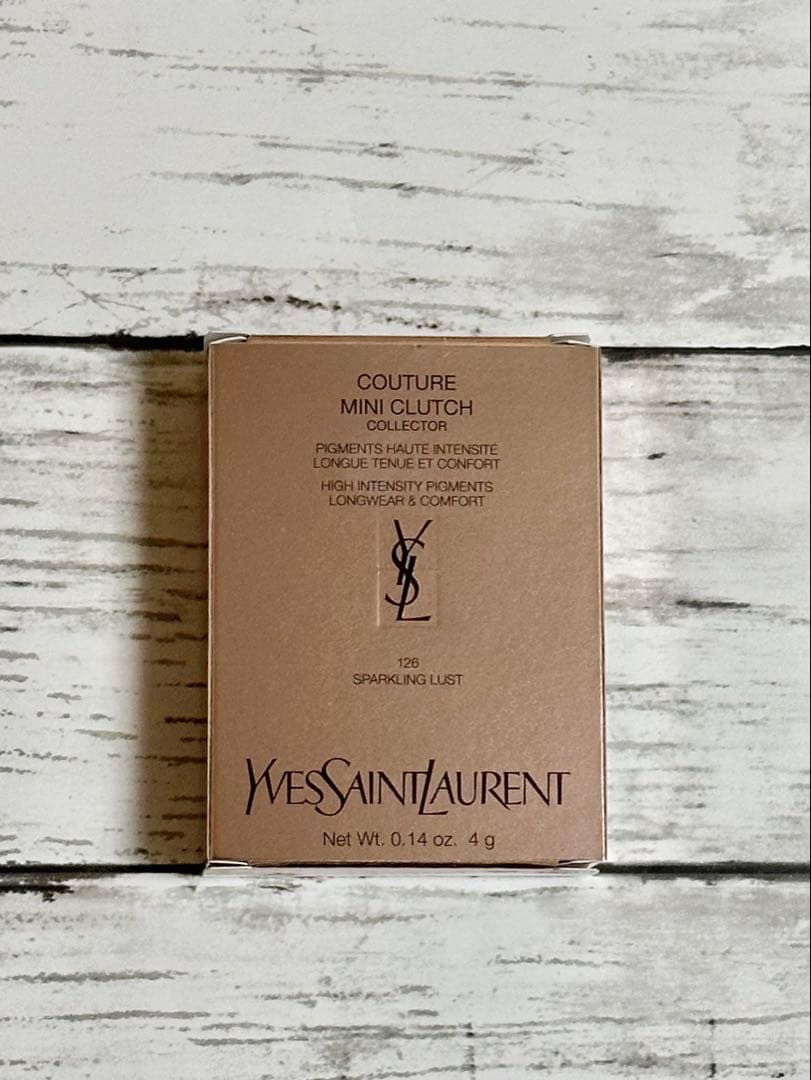 COUTURE
MINI CLUTCH
COLLECTOR
PIGMENTS HAUTE INTENSITÉ
LONGUE TENUE ET CONFORT
HIGH INTENSITY PIGMENTS
LONGWEAR & COMFORT
YSL
126
SPARKLING LUST
YVESSAINTLAURENT
Net Wt. 0.14 oz. 4 g